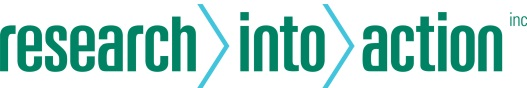 research into action inc